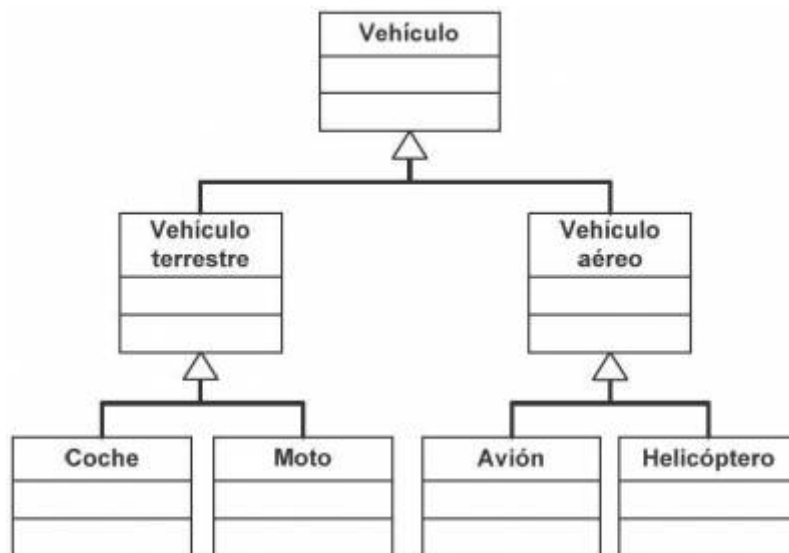 Vehículo
Vehículo
terrestre
Vehículo
aéreo
Coche
Moto
Avión
Helicóptero